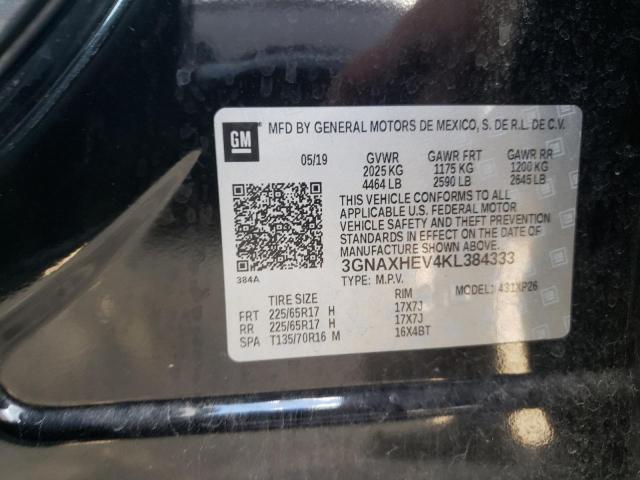 GM
MFD BY GENERAL MOTORS DE MEXICO, S. DE R.L. DE C.V.
05/19 GVWR GAWR FRT GAWR RR
2025 KG 1175 KG 1200 KG
4464 LB 2590 LB 2645 LB
THIS VEHICLE CONFORMS TO ALL
APPLICABLE U.S. FEDERAL MOTOR
VEHICLE SAFETY AND THEFT PREVENTION
STANDARDS IN EFFECT ON THE DATE OF
MANUFACTURE SHOWN ABOVE.
384A 3GNAXHEV4KL384333
TYPE: M.P.V. MODEL: 431XP26
TIRE SIZE RIM
FRT 225/65R17 H 17X7J
RR 225/65R17 H 17X7J
SPA T135/70R16 M 16X4BT